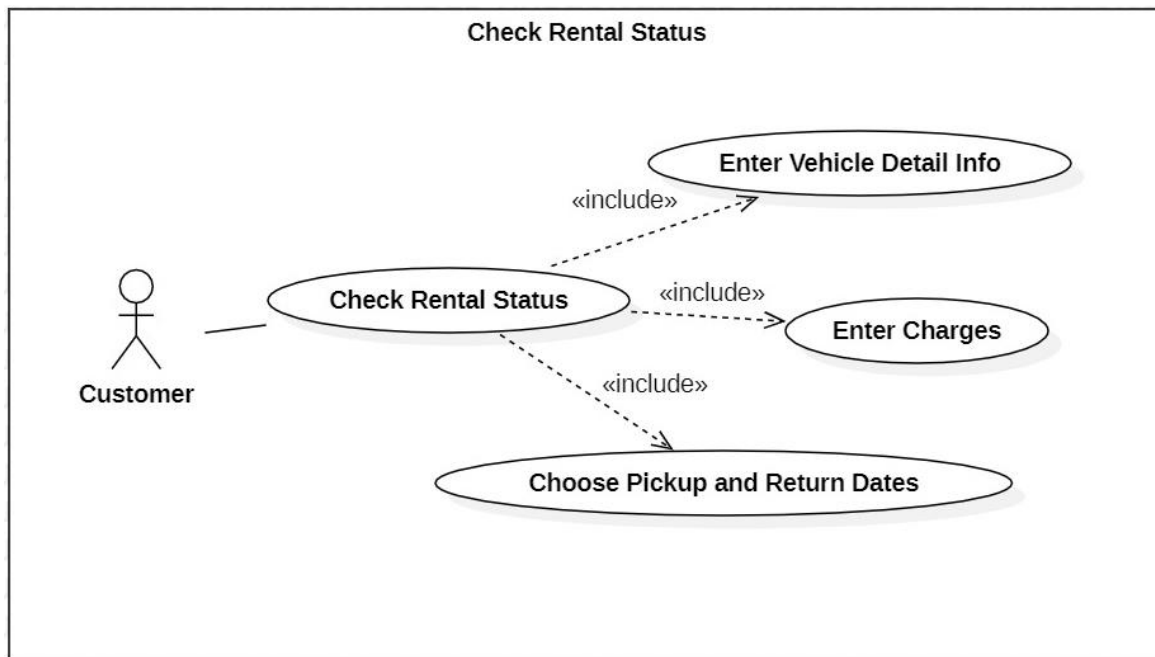 Check Rental Status
Enter Vehicle Detail Info
«include»
Check Rental Status
«include»
Enter Charges
Customer
«include»
Choose Pickup and Return Dates